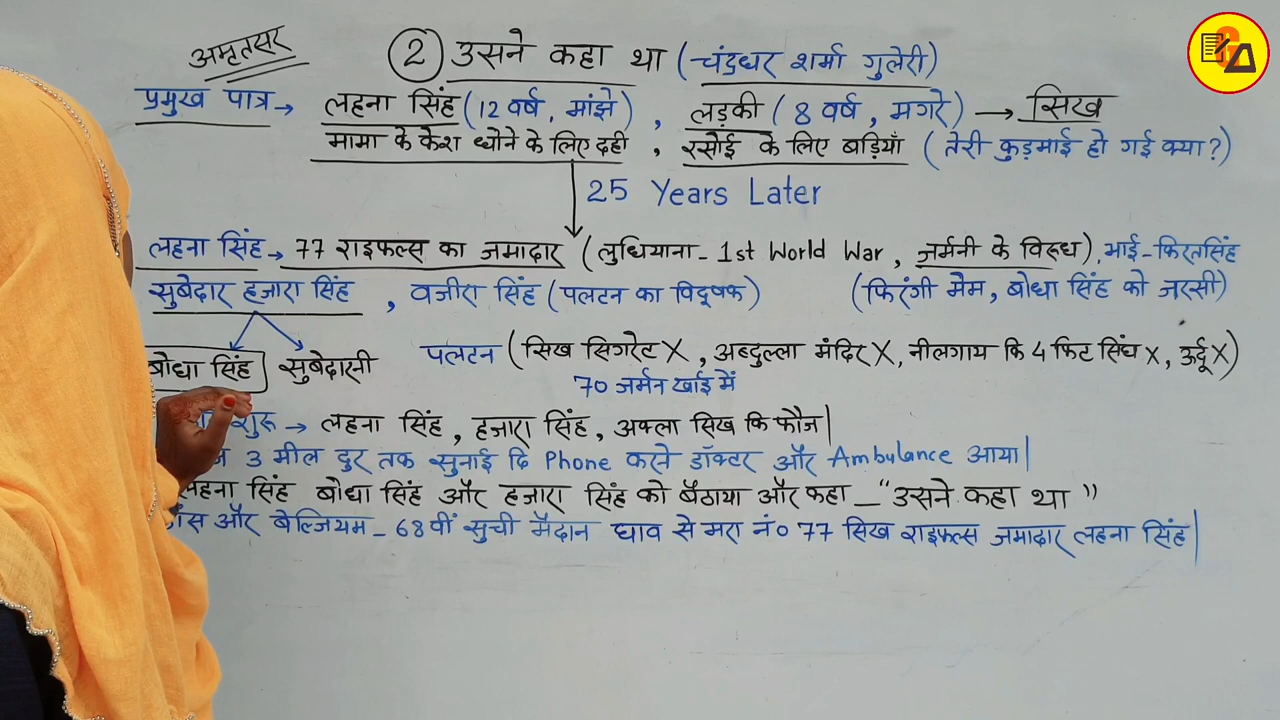 अमृतसर
② उसने कहा था (चंद्रधर शर्मा गुलेरी)
प्रमुख पात्र → लहना सिंह (12 वर्ष, मांझे), लड़की (8 वर्ष, मगरे) → सिख
मामा के केश धोने के लिए दही, रसोई के लिए बड़ियाँ (तेरी कुड़माई हो गई क्या?)
25 Years Later
लहना सिंह → 77 राइफल्स का जमादार (लुधियाना - 1st World War, जर्मनी के विरुध), भाई - किरतसिंह
सुबेदार हजारा सिंह, वजीरा सिंह (पलटन का विदूषक) (फिरंगी मेम, बोधा सिंह को जरसी)
बोधा सिंह सुबेदारनी पलटन (सिख सिगरेट X, अब्दुल्ला मंदिर X, नीलगाय कि 4 फिट सिंघ X, ऊर्दू X)
70 जर्मन खाई में
शुरू → लहना सिंह, हजारा सिंह, अक्ला सिख कि फौज|
3 मील दुर तक सुनाई दि Phone करने डॉक्टर और Ambulance आया|
लहना सिंह बोधा सिंह और हजारा सिंह को बैठाया और कहा - "उसने कहा था"
और बेल्जियम - 68वीं सुची मैदान घाव से मरा नं० 77 सिख राइफल्स जमादार लहना सिंह|